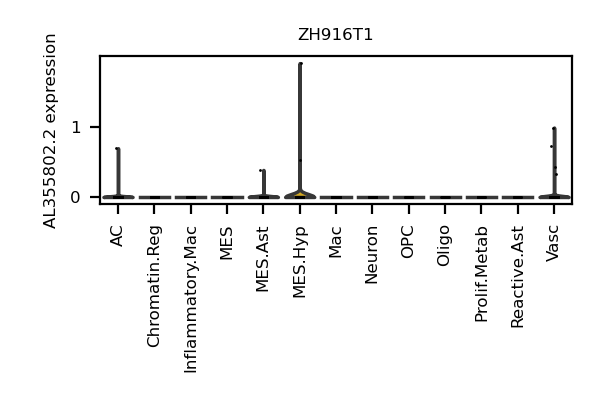 ZH916T1
AL355802.2 expression
1
0
AC
Chromatin.Reg
Inflammatory.Mac
MES
MES.Ast
MES.Hyp
Mac
Neuron
OPC
Oligo
Prolif.Metab
Reactive.Ast
Vasc